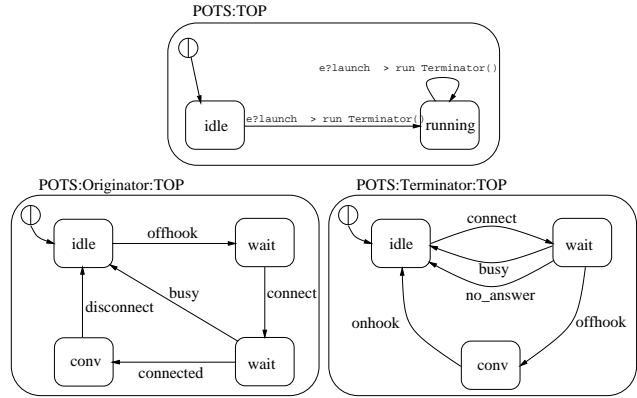 POTS:TOP
e?launch > run Terminator()
idle
e?launch > run Terminator()
running
POTS:Originator:TOP
idle
offhook
wait
disconnect
busy
connect
conv
connected
wait
POTS:Terminator:TOP
idle
connect
wait
busy
no_answer
onhook
offhook
conv